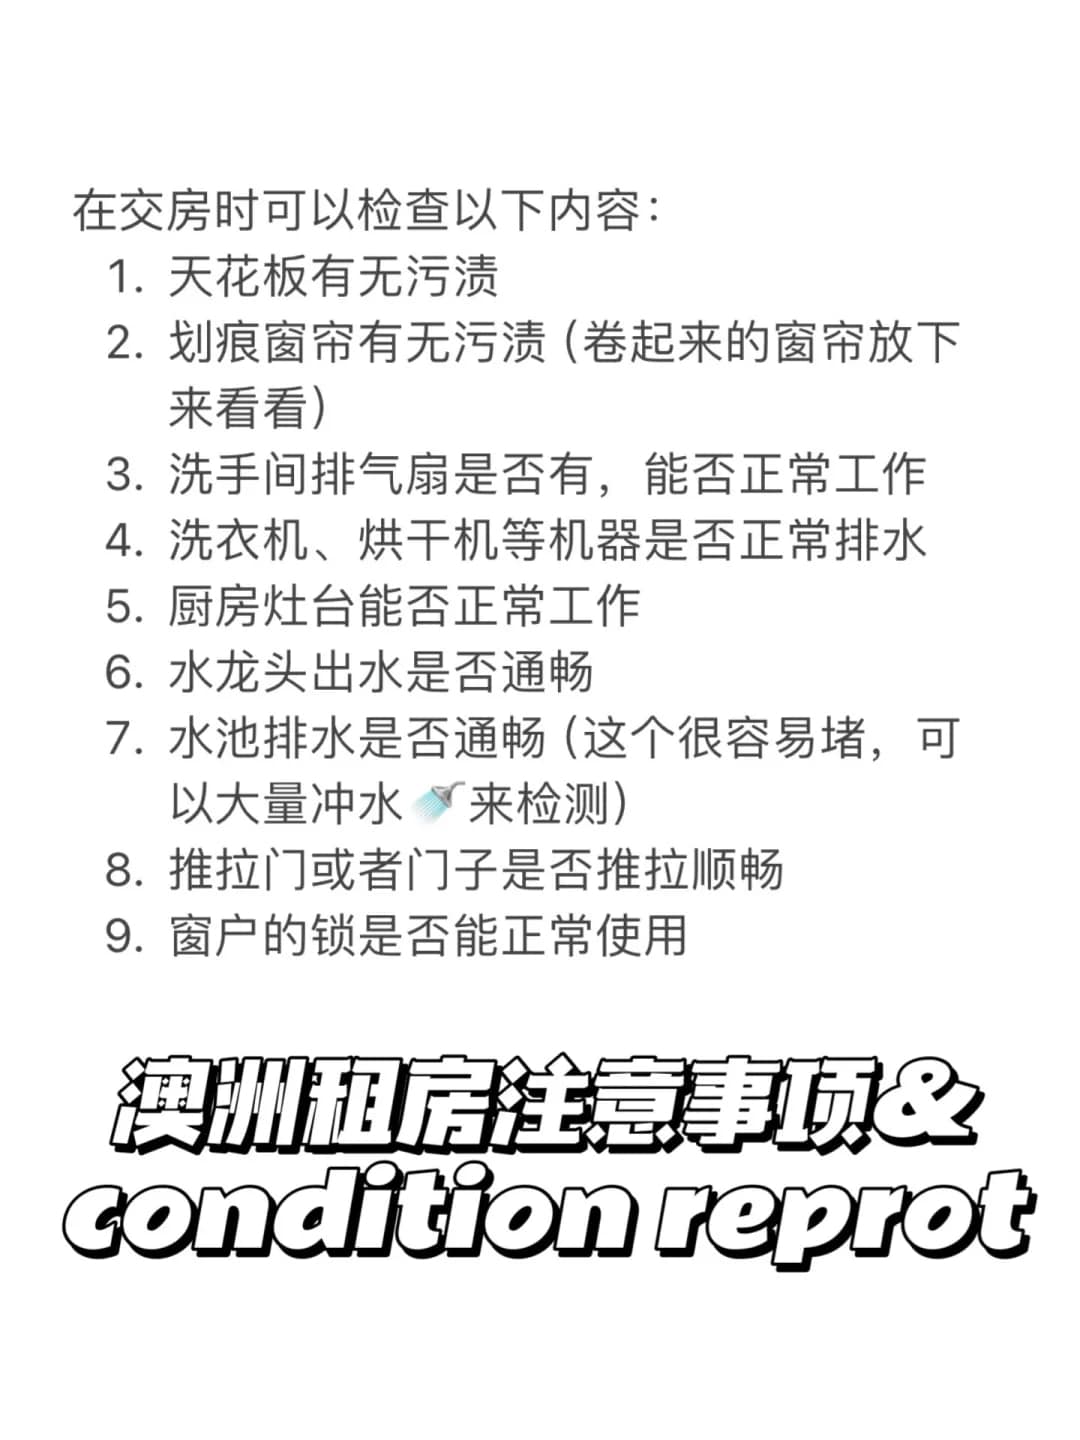 在交房时可以检查以下内容：
1. 天花板有无污渍
2. 划痕窗帘有无污渍（卷起来的窗帘放下
来看看）
3. 洗手间排气扇是否有，能否正常工作
4. 洗衣机、烘干机等机器是否正常排水
5. 厨房灶台能否正常工作
6. 水龙头出水是否通畅
7. 水池排水是否通畅（这个很容易堵，可
以大量冲水🚿来检测）
8. 推拉门或者门子是否推拉顺畅
9. 窗户的锁是否能正常使用
澳洲租房注意事项&
condition reprot